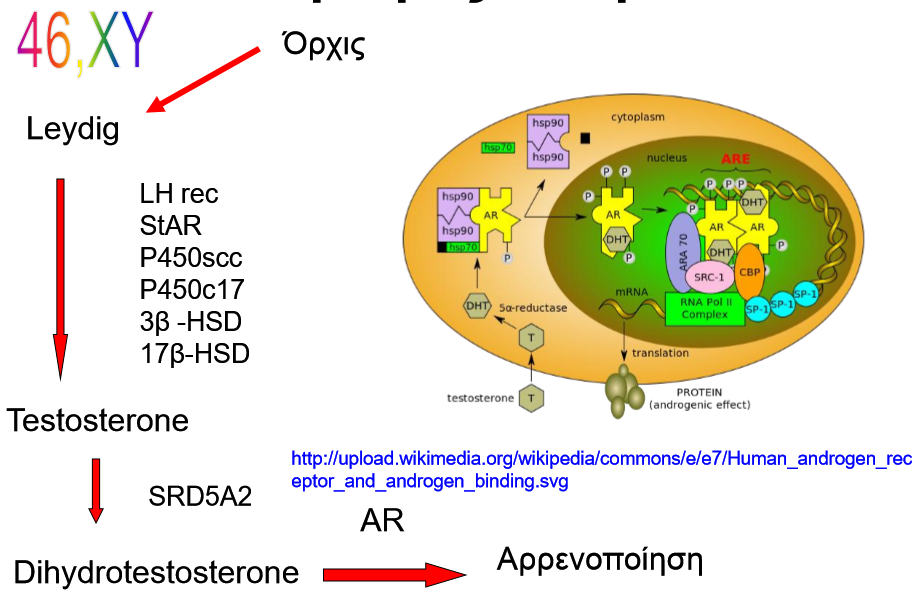 46,XY
Όρχις
Leydig
LH rec
StAR
P450scc
P450c17
3β -HSD
17β-HSD
Testosterone
SRD5A2
Dihydrotestosterone
AR
Αρρενοποίηση
cytoplasm
hsp90
hsp90
hsp70
nucleus
ARE
hsp90
hsp90
hsp70
AR
P
P
P
P
AR
DHT
P
P
P
P
P
DHT
AR
AR
DHT
P
ARA 70
SRC-1
CBP
P
RNA Pol II
Complex
SP-1
SP-1
SP-1
mRNA
DHT
5α-reductase
T
translation
testosterone
T
PROTEIN
(androgenic effect)
http://upload.wikimedia.org/wikipedia/commons/e/e7/Human_androgen_rec
eptor_and_androgen_binding.svg